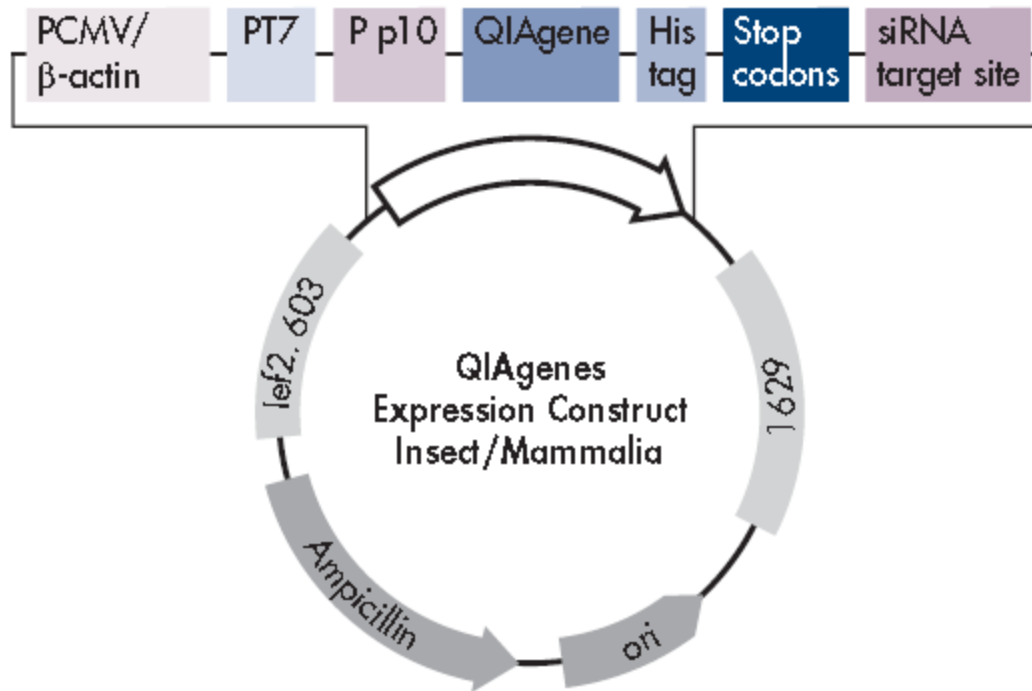 PCMV/
β-actin
PT7
P p10
QIAgene
His
tag
Stop
codons
siRNA
target site
lef2, 603
1629
QIAgenes
Expression Construct
Insect/Mammalia
Ampicillin
ori